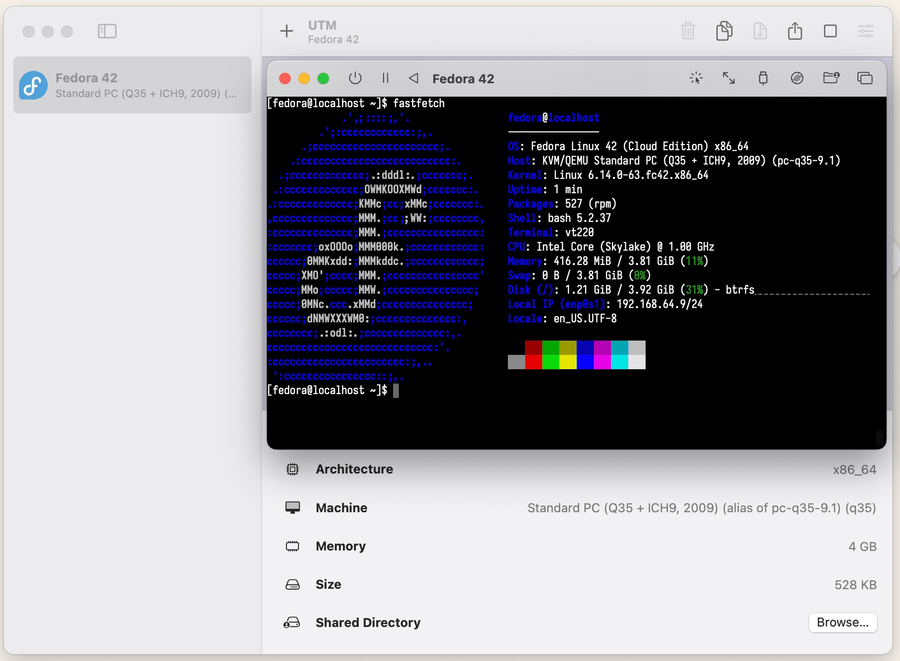 UTM
Fedora 42
Fedora 42
Standard PC (Q35 + ICH9, 2009) (...
Fedora 42
[fedora@localhost ~]$ fastfetch
fedora@localhost
OS: Fedora Linux 42 (Cloud Edition) x86_64
Host: KVM/QEMU Standard PC (Q35 + ICH9, 2009) (pc-q35-9.1)
Kernel: Linux 6.14.0-63.fc42.x86_64
Uptime: 1 min
Packages: 527 (rpm)
Shell: bash 5.2.37
Terminal: vt220
CPU: Intel Core (Skylake) @ 1.00 GHz
Memory: 416.28 MiB / 3.81 GiB (11%)
Swap: 0 B / 3.81 GiB (0%)
Disk (/): 1.21 GiB / 3.92 GiB (31%) - btrfs
Local IP (enp0s1): 192.168.64.9/24
Locale: en_US.UTF-8
[fedora@localhost ~]$
Architecture x86_64
Machine Standard PC (Q35 + ICH9, 2009) (alias of pc-q35-9.1) (q35)
Memory 4 GB
Size 528 KB
Shared Directory Browse...